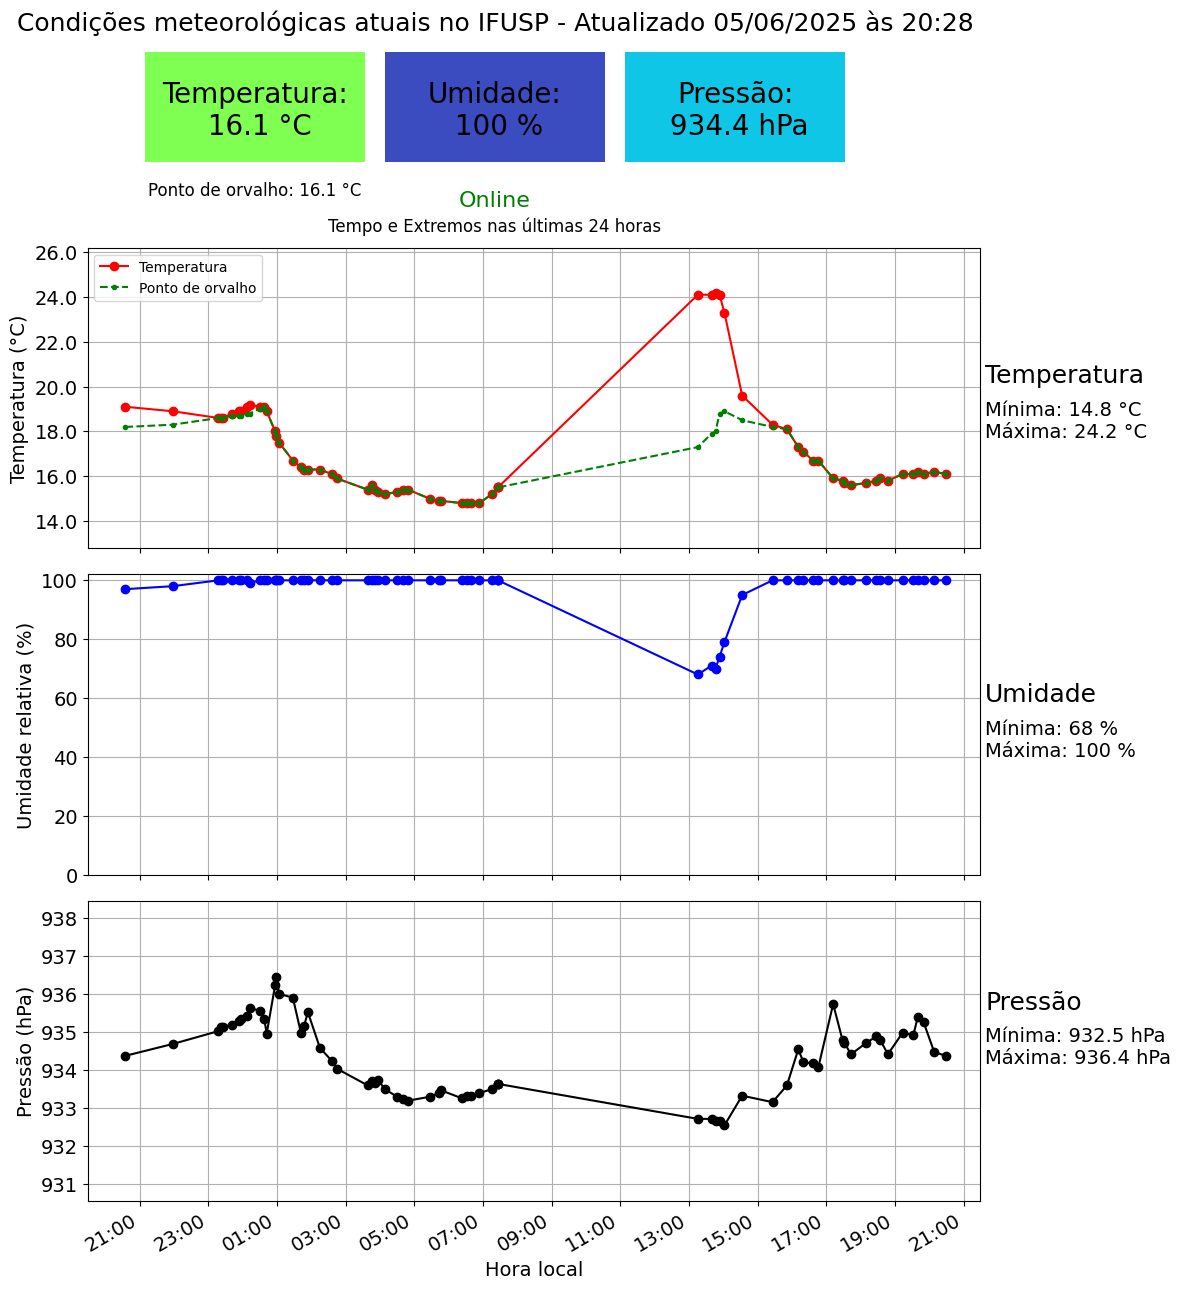 Condições meteorológicas atuais no IFUSP - Atualizado 05/06/2025 às 20:28
Temperatura:
16.1 °C
Umidade:
100 %
Pressão:
934.4 hPa
Ponto de orvalho: 16.1 °C
Online
Tempo e Extremos nas últimas 24 horas
Temperatura (°C)
26.0
24.0
22.0
20.0
18.0
16.0
14.0
Temperatura
Ponto de orvalho
Temperatura
Mínima: 14.8 °C
Máxima: 24.2 °C
Umidade relativa (%)
100
80
60
40
20
0
Umidade
Mínima: 68 %
Máxima: 100 %
Pressão (hPa)
938
937
936
935
934
933
932
931
Pressão
Mínima: 932.5 hPa
Máxima: 936.4 hPa
21:00 23:00 01:00 03:00 05:00 07:00 09:00 11:00 13:00 15:00 17:00 19:00 21:00
Hora local